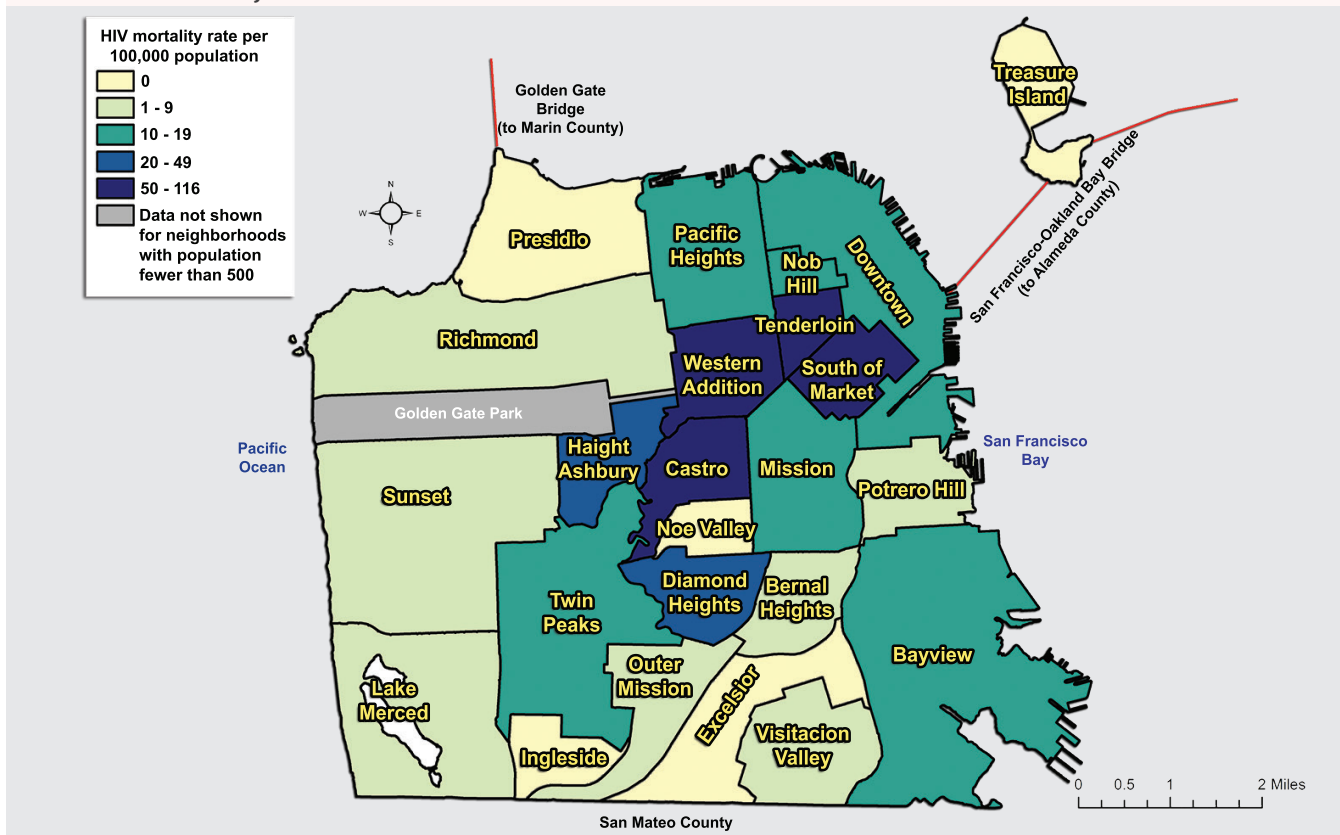 HIV mortality rate per
100,000 population
0
1 - 9
10 - 19
20 - 49
50 - 116
Data not shown
for neighborhoods
with population
fewer than 500
N
W
E
S
Golden Gate
Bridge
(to Marin County)
Treasure
Island
San Francisco-Oakland Bay Bridge
(to Alameda County)
Presidio
Pacific
Heights
Nob
Hill
Downtown
Richmond
Tenderloin
Western
Addition
South of
Market
Golden Gate Park
Pacific
Ocean
San Francisco
Bay
Haight
Ashbury
Castro
Mission
Potrero Hill
Sunset
Noe Valley
Diamond
Heights
Bernal
Heights
Twin
Peaks
Bayview
Outer
Mission
Excelsior
Lake
Merced
Visitacion
Valley
Ingleside
0
0.5
1
2 Miles
San Mateo County